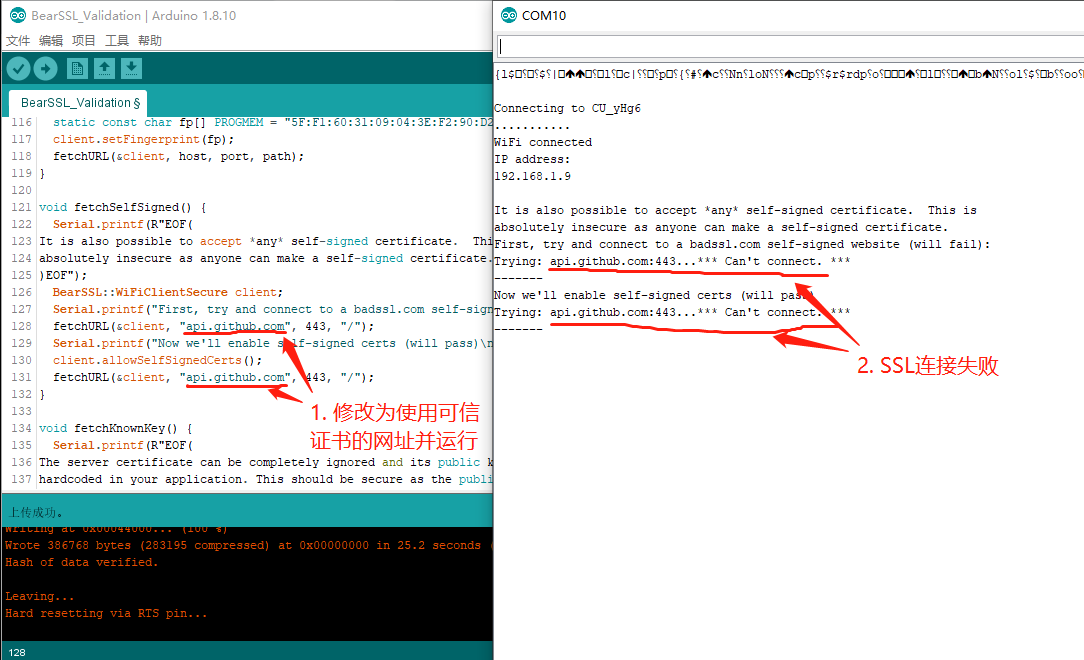 BearSSL_Validation | Arduino 1.8.10
文件 编辑 项目 工具 帮助
BearSSL_Validation §
116 static const char fp[] PROGMEM = "5F:F1:60:31:09:04:3E:F2:90:D2
117 client.setFingerprint(fp);
118 fetchURL(&client, host, port, path);
119 }
120
121 void fetchSelfSigned() {
122 Serial.printf(R"EOF(
123 It is also possible to accept *any* self-signed certificate. Thi
124 absolutely insecure as anyone can make a self-signed certificate.
125 )EOF");
126 BearSSL::WiFiClientSecure client;
127 Serial.printf("First, try and connect to a badssl.com self-sign
128 fetchURL(&client, "api.github.com", 443, "/");
129 Serial.printf("Now we'll enable self-signed certs (will pass)\n
130 client.allowSelfSignedCerts();
131 fetchURL(&client, "api.github.com", 443, "/");
132 }
133
134 void fetchKnownKey() {
135 Serial.printf(R"EOF(
136 The server certificate can be completely ignored and its public k
137 hardcoded in your application. This should be secure as the publi
1. 修改为使用可信
证书的网址并运行
上传成功。
Writing at 0x00044000... (100 %)
Wrote 386768 bytes (283195 compressed) at 0x00000000 in 25.2 seconds (
Hash of data verified.
Leaving...
Hard resetting via RTS pin...
128
COM10
Connecting to CU_yHg6
...........
WiFi connected
IP address:
192.168.1.9
It is also possible to accept *any* self-signed certificate. This is
absolutely insecure as anyone can make a self-signed certificate.
First, try and connect to a badssl.com self-signed website (will fail):
Trying: api.github.com:443...*** Can't connect. ***
-------
Now we'll enable self-signed certs (will pass)
Trying: api.github.com:443...*** Can't connect. ***
-------
2. SSL连接失败